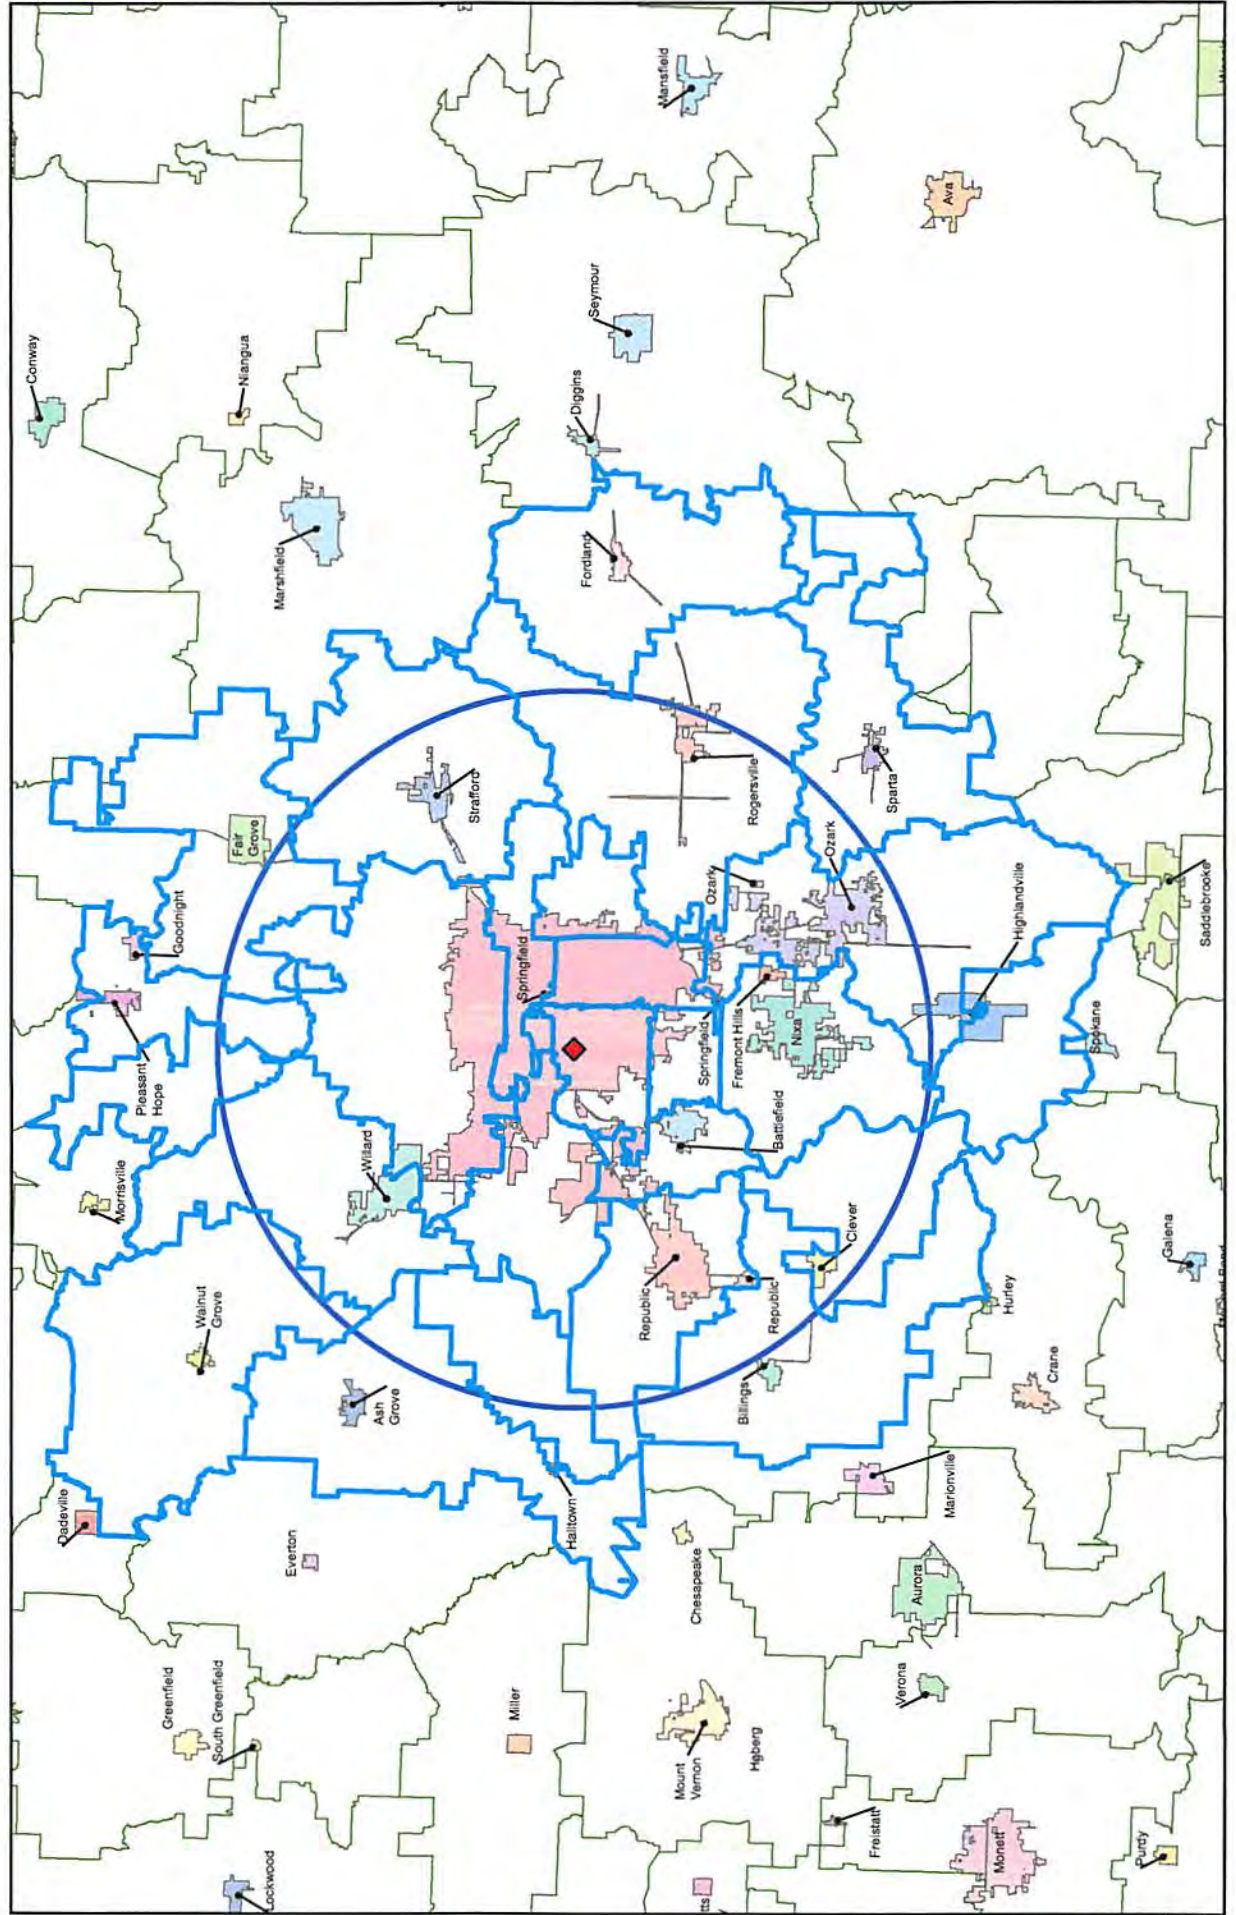 Conway
Niangua
Marshfield
Mansfield
Seymour
Diggins
Ava
Fordland
Strafford
Fair
Grove
Goodnight
Pleasant
Hope
Morrisville
Walnut
Grove
Dadeville
Willard
Ash
Grove
Everton
Greenfield
South Greenfield
Lockwood
Springfield
Rogersville
Ozark
Ozark
Sparta
Highlandville
Saddlebrooke
Spokane
Springfield
Fremont Hills
Nixa
Battlefield
Republic
Republic
Clever
Billings
Halltown
Hurley
Galena
Crane
Marionville
Chesapeake
Aurora
Verona
Miller
Mount
Vernon
Hoberg
Freistatt
Monett
Purdy
tts